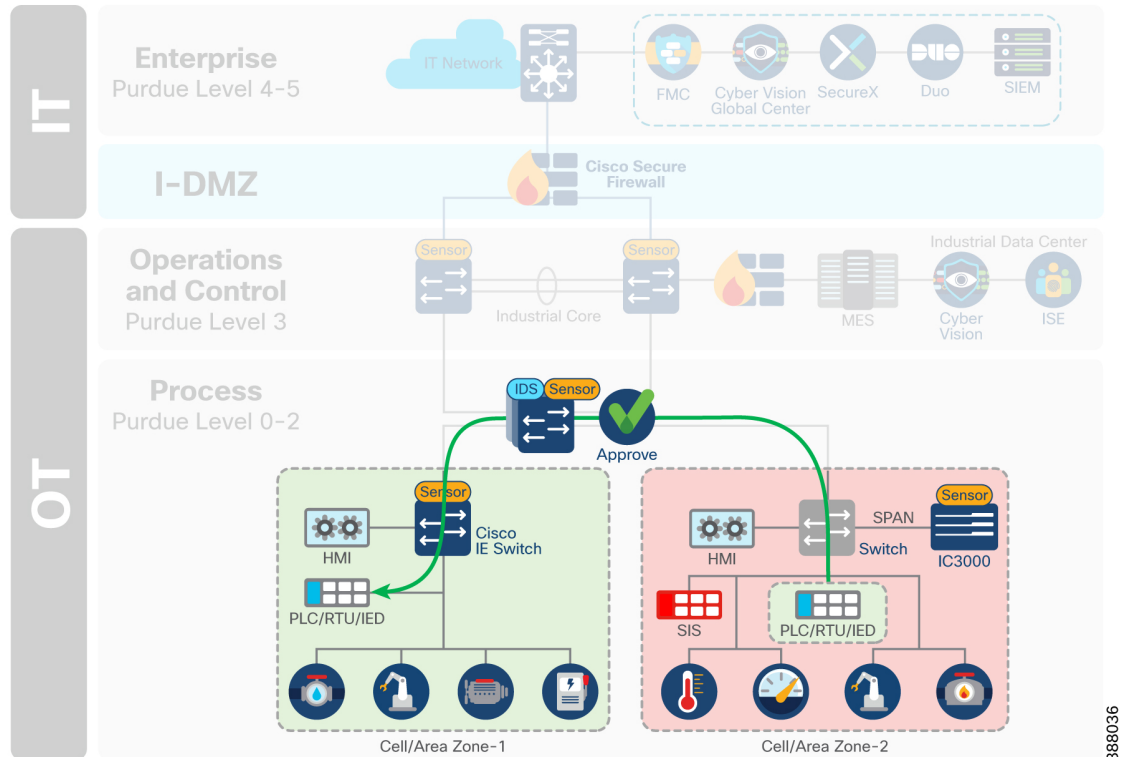 IT
Enterprise
Purdue Level 4-5
IT Network
FMC
Cyber Vision
Global Center
SecureX
Duo
SIEM
I-DMZ
Cisco Secure
Firewall
OT
Operations
and Control
Purdue Level 3
Sensor
Sensor
Industrial Core
Industrial Data Center
MES
Cyber
Vision
ISE
Process
Purdue Level 0-2
IDS
Sensor
Approve
Sensor
HMI
Cisco
IE Switch
PLC/RTU/IED
Cell/Area Zone-1
HMI
Switch
SPAN
Sensor
IC3000
SIS
PLC/RTU/IED
Cell/Area Zone-2
388036